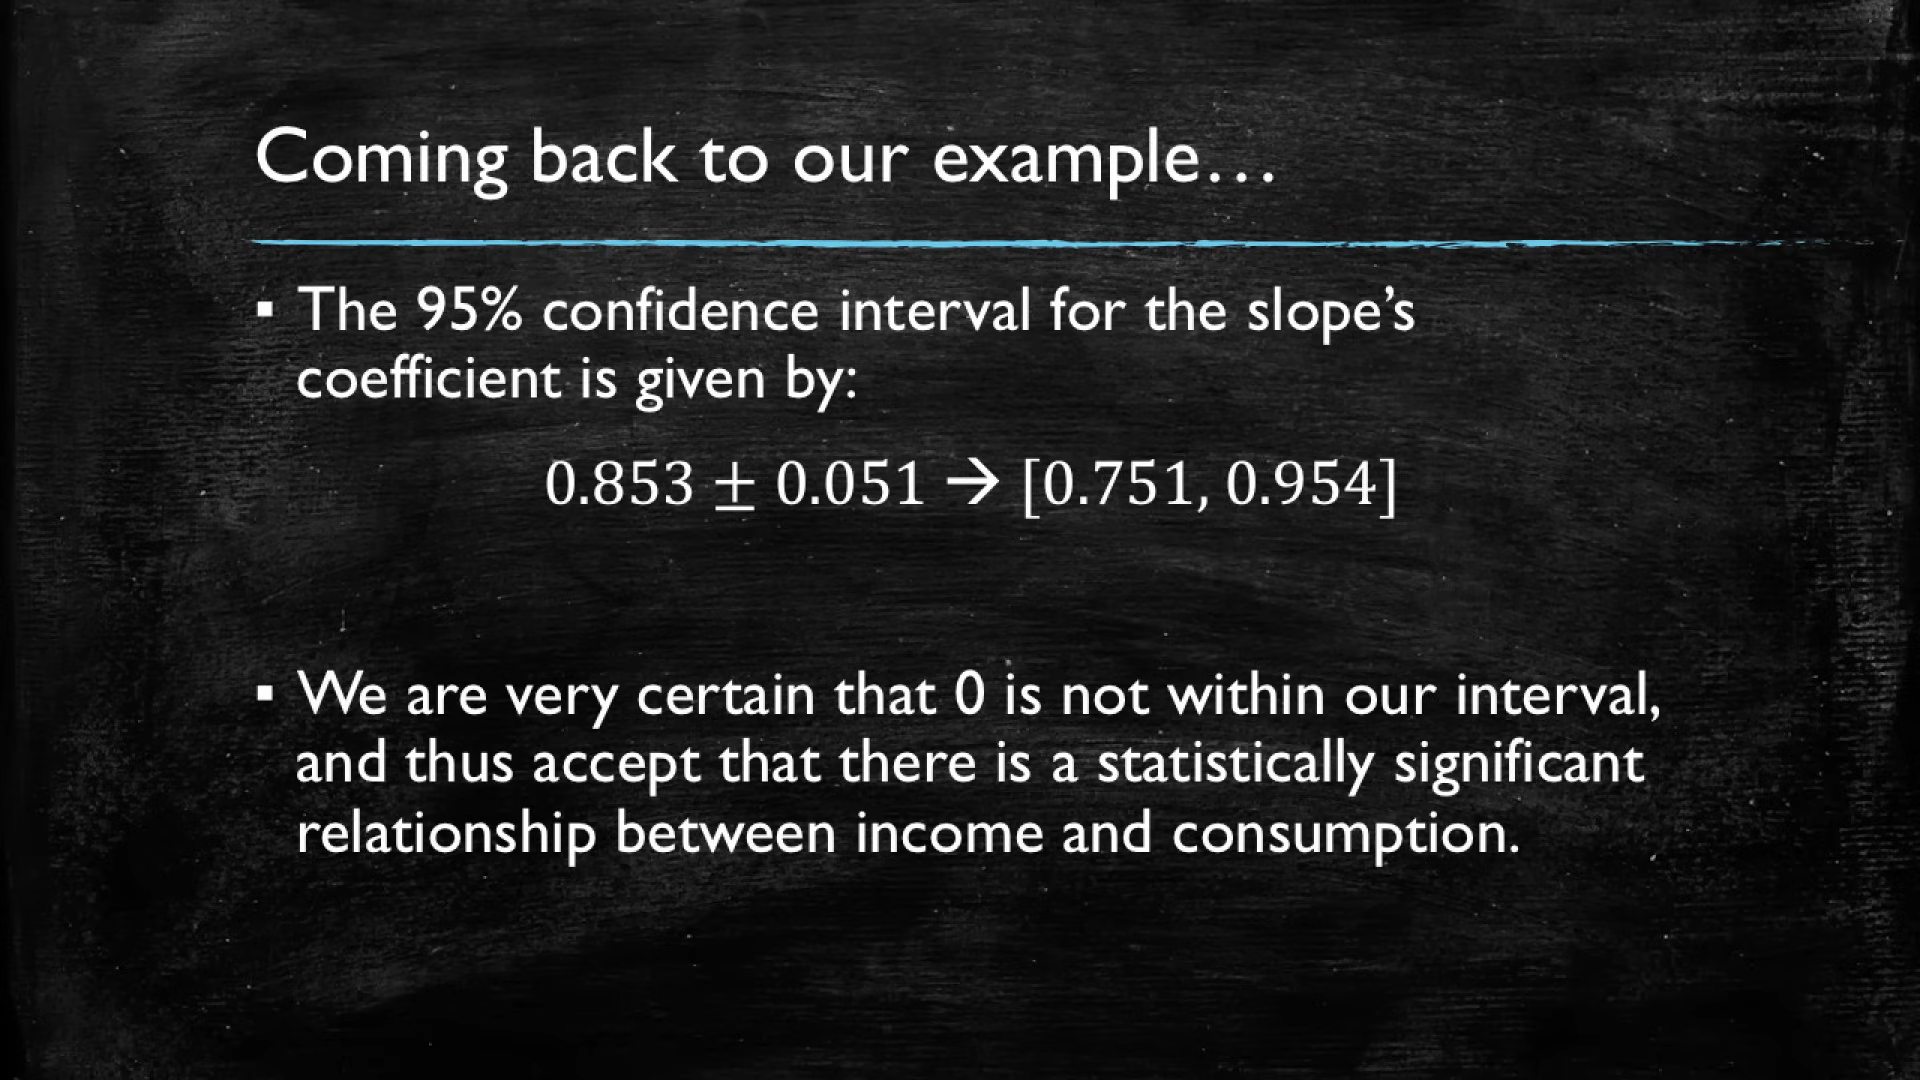 Coming back to our example…
▪ The 95% confidence interval for the slope’s
coefficient is given by:
0.853 ± 0.051 → [0.751, 0.954]
▪ We are very certain that 0 is not within our interval,
and thus accept that there is a statistically significant
relationship between income and consumption.